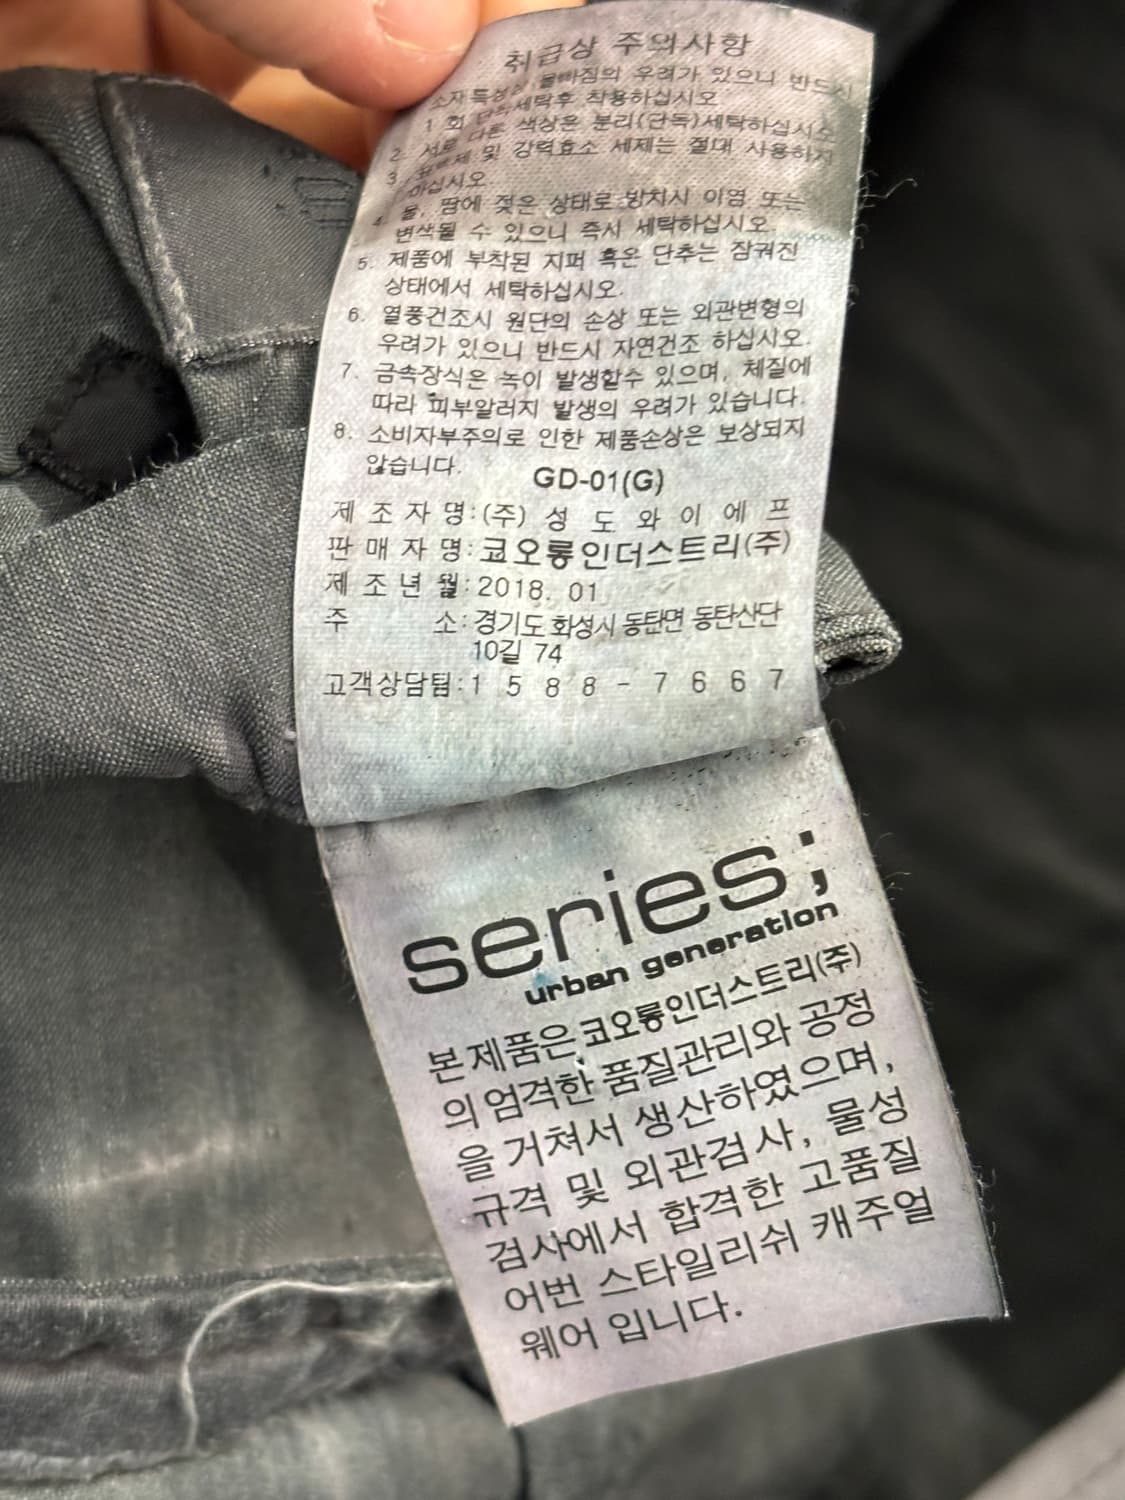 취급상 주의사항
소재특성상 물빠짐의 우려가 있으니 반드시
1회 단독세탁후 착용하십시오
2. 서로 다른 색상은 분리(단독)세탁하십시오
3. 표백제 및 강력효소 세제는 절대 사용하지
마십시오
4. 물, 땀에 젖은 상태로 방치시 이염 또는
변색될 수 있으니 즉시 세탁하십시오.
5. 제품에 부착된 지퍼 혹은 단추는 잠궈진
상태에서 세탁하십시오.
6. 열풍건조시 원단의 손상 또는 외관변형의
우려가 있으니 반드시 자연건조 하십시오.
7. 금속장식은 녹이 발생할수 있으며, 체질에
따라 피부알러지 발생의 우려가 있습니다.
8. 소비자부주의로 인한 제품손상은 보상되지
않습니다.
GD-01(G)
제 조 자 명:(주) 성 도 와 이 에 프
판 매 자 명:코오롱인더스트리(주)
제 조 년 월:2018. 01
주 소:경기도 화성시 동탄면 동탄산단
10길 74
고객상담팀:1 5 8 8 - 7 6 6 7
series;
urban generation
본제품은코오롱인더스트리(주)
의엄격한 품질관리와 공정
을 거쳐서 생산하였으며,
규격 및 외관검사, 물성
검사에서 합격한 고품질
어번 스타일리쉬 캐주얼
웨어 입니다.